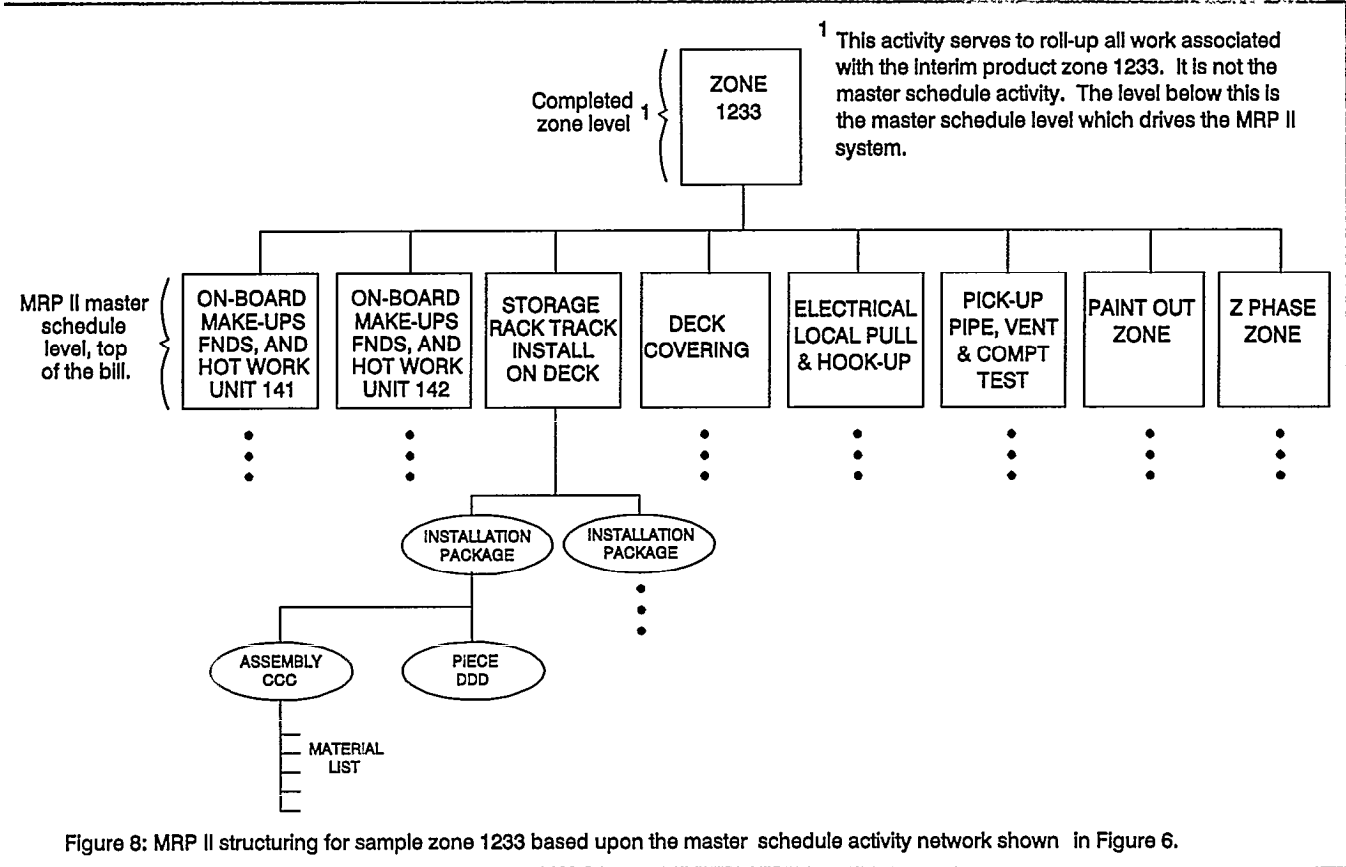 1 This activity serves to roll-up all work associated
with the interim product zone 1233. It is not the
master schedule activity. The level below this is
the master schedule level which drives the MRP II
system.
Completed 1
zone level
ZONE
1233
MRP II master
schedule
level, top
of the bill.
ON-BOARD
MAKE-UPS
FNDS, AND
HOT WORK
UNIT 141
ON-BOARD
MAKE-UPS
FNDS, AND
HOT WORK
UNIT 142
STORAGE
RACK TRACK
INSTALL
ON DECK
DECK
COVERING
ELECTRICAL
LOCAL PULL
& HOOK-UP
PICK-UP
PIPE, VENT
& COMPT
TEST
PAINT OUT
ZONE
Z PHASE
ZONE
INSTALLATION
PACKAGE
INSTALLATION
PACKAGE
ASSEMBLY
CCC
PIECE
DDD
MATERIAL
LIST
Figure 8: MRP II structuring for sample zone 1233 based upon the master schedule activity network shown in Figure 6.